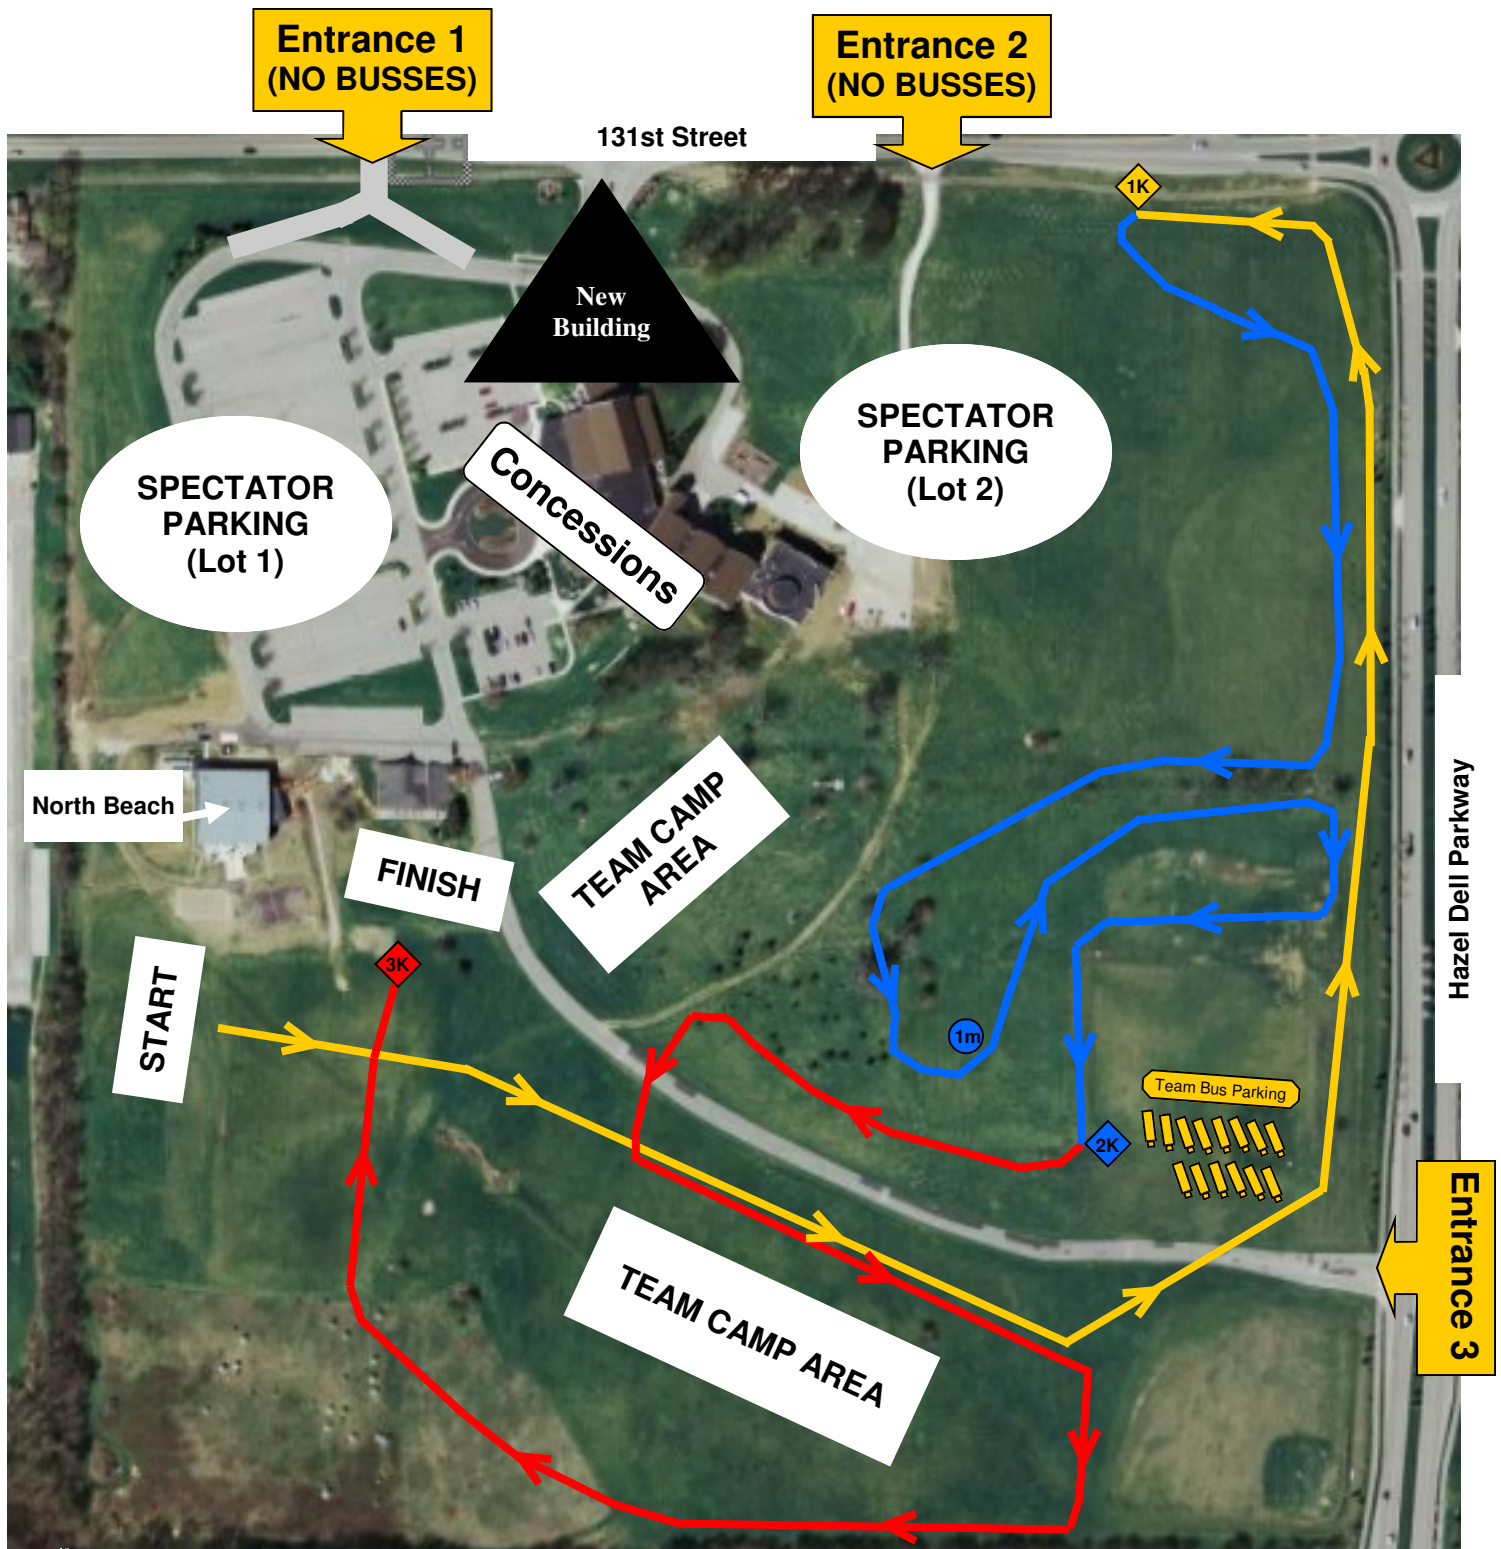 Entrance 1
(NO BUSSES)
Entrance 2
(NO BUSSES)
131st Street
1K
New
Building
SPECTATOR
PARKING
(Lot 2)
SPECTATOR
PARKING
(Lot 1)
Concessions
North Beach
TEAM CAMP
AREA
FINISH
Hazel Dell Parkway
START
3K
1m
Team Bus Parking
2K
Entrance 3
TEAM CAMP AREA